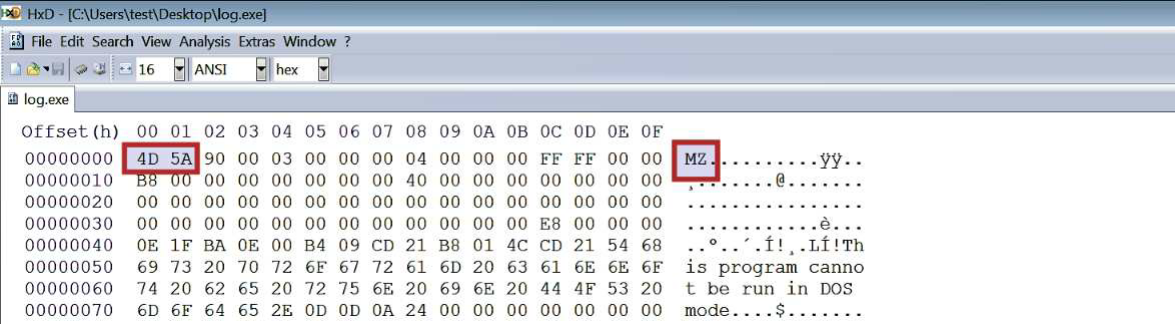 HxD - [C:\Users\test\Desktop\log.exe]
File Edit Search View Analysis Extras Window ?
16 ANSI hex
log.exe
Offset(h) 00 01 02 03 04 05 06 07 08 09 0A 0B 0C 0D 0E 0F
00000000 4D 5A 90 00 03 00 00 00 04 00 00 00 FF FF 00 00 MZ..........ÿÿ..
00000010 B8 00 00 00 00 00 00 00 40 00 00 00 00 00 00 00 ¸.......@.......
00000020 00 00 00 00 00 00 00 00 00 00 00 00 00 00 00 00 ................
00000030 00 00 00 00 00 00 00 00 00 00 00 00 E8 00 00 00 ............è...
00000040 0E 1F BA 0E 00 B4 09 CD 21 B8 01 4C CD 21 54 68 ..º..´.Í!¸.LÍ!Th
00000050 69 73 20 70 72 6F 67 72 61 6D 20 63 61 6E 6E 6F is program canno
00000060 74 20 62 65 20 72 75 6E 20 69 6E 20 44 4F 53 20 t be run in DOS
00000070 6D 6F 64 65 2E 0D 0D 0A 24 00 00 00 00 00 00 00 mode....$.......